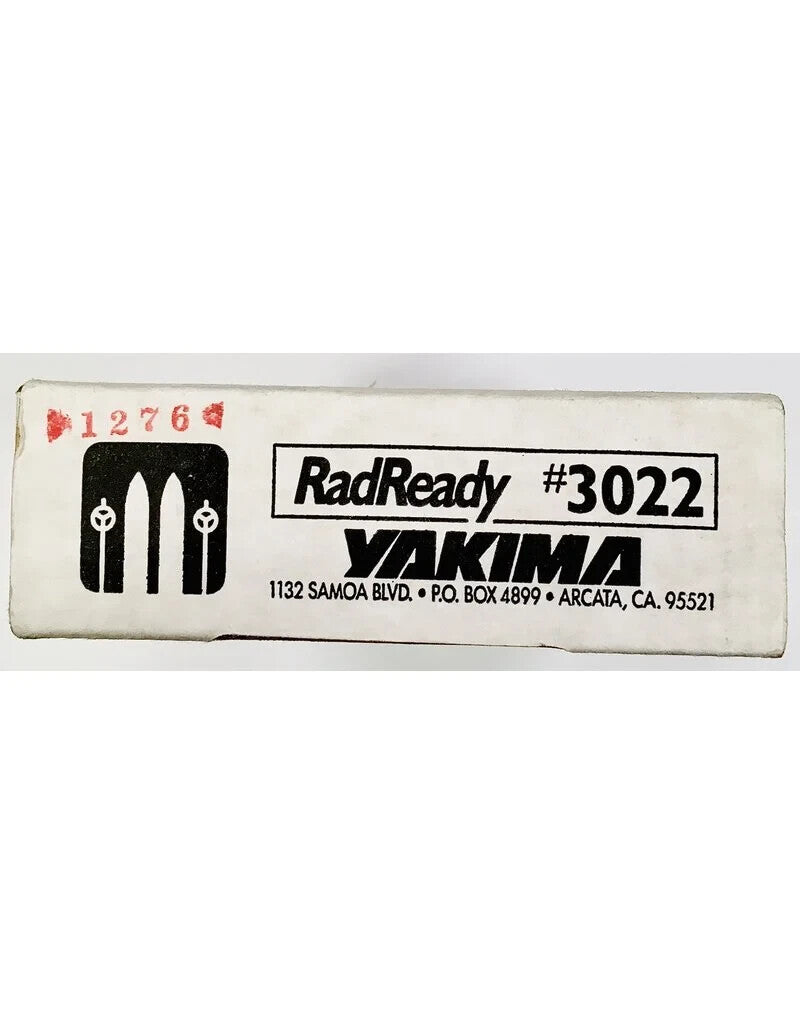 1276
RadReady #3022
YAKIMA
1132 SAMOA BLVD. • P.O. BOX 4899 • ARCATA, CA. 95521